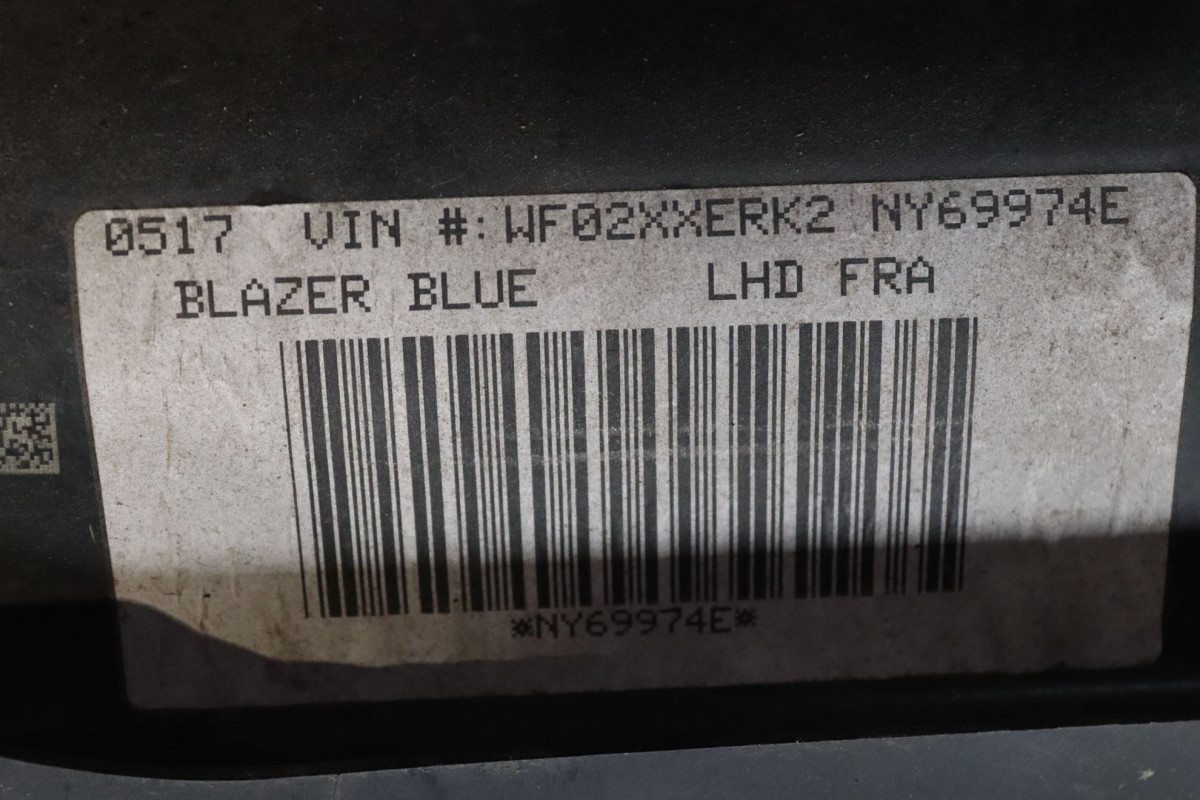 0517 VIN #: WF02XXERK2 NY69974E
BLAZER BLUE LHD FRA
*NY69974E*